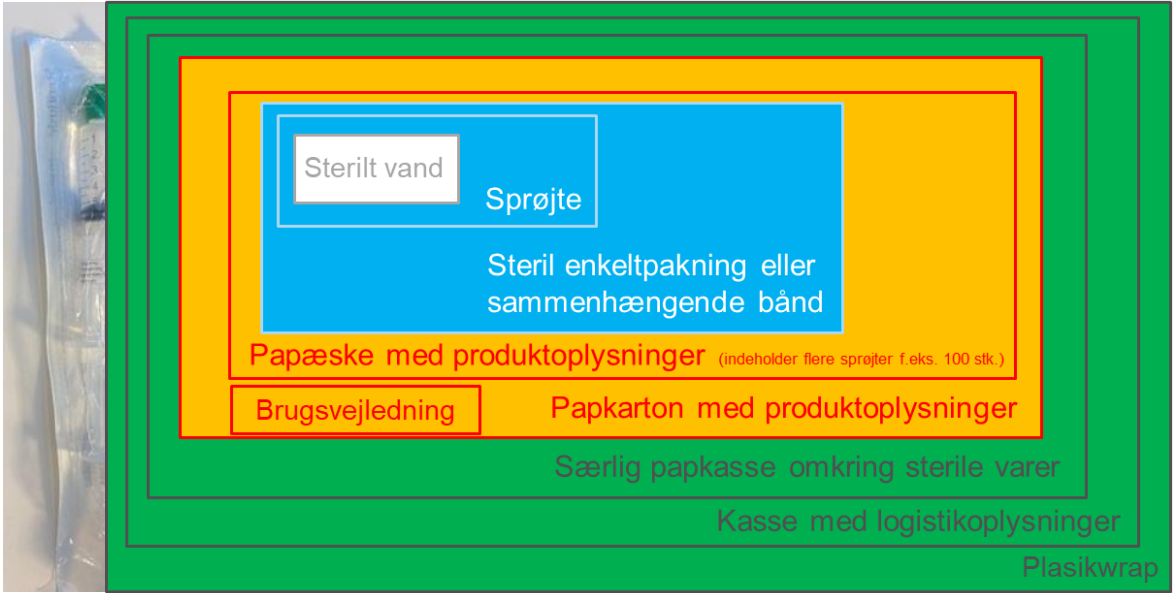 Sterilt vand
Sprøjte
Steril enkeltpakning eller
sammenhængende bånd
Papæske med produktoplysninger (indeholder flere sprøjter f.eks. 100 stk.)
Brugsvejledning
Papkarton med produktoplysninger
Særlig papkasse omkring sterile varer
Kasse med logistikoplysninger
Plasikwrap